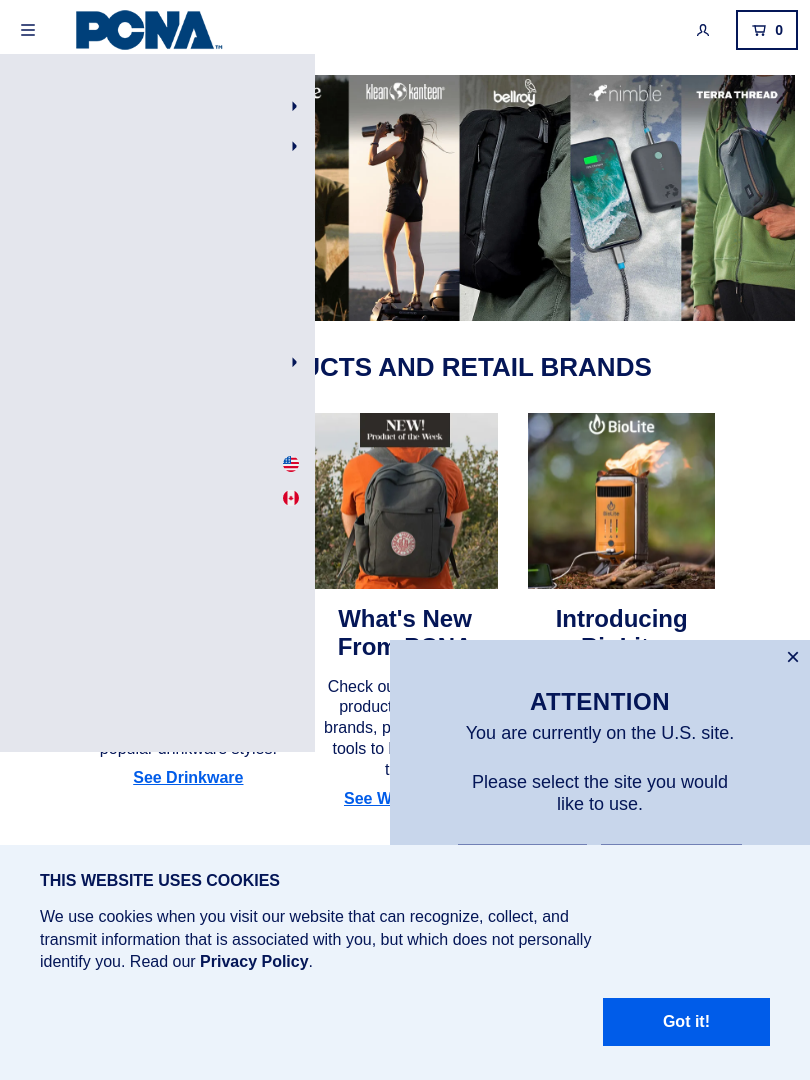 PCNA™
0
e
klean kanteen®
bellroy
nimble
TERRA THREAD
UCTS AND RETAIL BRANDS
NEW!
Product of the Week
BioLite
BIOLITE
What's New
From PCNA
Introducing
Check ou
product
brands, p
tools to
t
popular drinkware styles.
See Drinkware
See W
×
ATTENTION
You are currently on the U.S. site.
Please select the site you would
like to use.
THIS WEBSITE USES COOKIES
We use cookies when you visit our website that can recognize, collect, and
transmit information that is associated with you, but which does not personally
identify you. Read our Privacy Policy.
Got it!